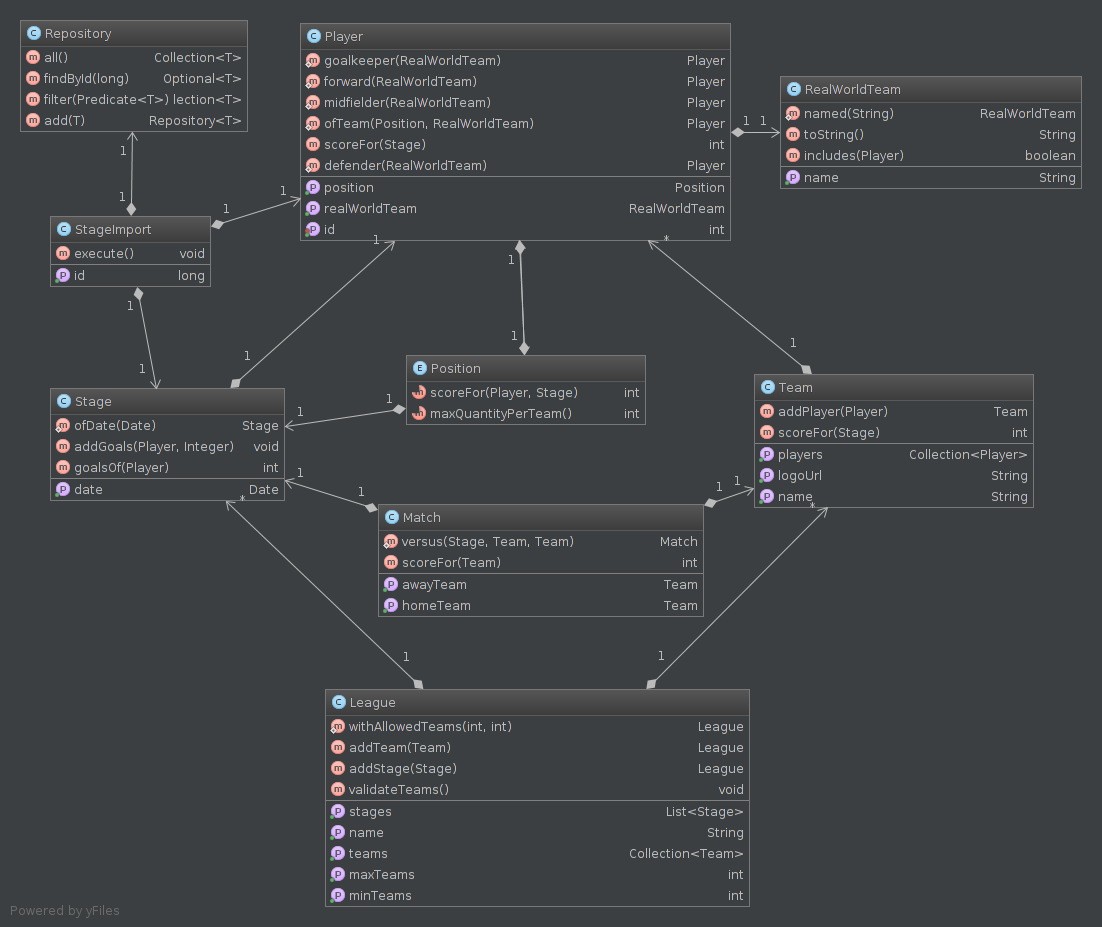 Repository
all() Collection<T>
findById(long) Optional<T>
filter(Predicate<T>) lection<T>
add(T) Repository<T>
Player
goalkeeper(RealWorldTeam) Player
forward(RealWorldTeam) Player
midfielder(RealWorldTeam) Player
ofTeam(Position, RealWorldTeam) Player
scoreFor(Stage) int
defender(RealWorldTeam) Player
position Position
realWorldTeam RealWorldTeam
id int
RealWorldTeam
named(String) RealWorldTeam
toString() String
includes(Player) boolean
name String
1 1
1
1
1 1
StageImport
execute() void
id long
1
1
1
1
1
1
*
1
Position
scoreFor(Player, Stage) int
maxQuantityPerTeam() int
Stage
ofDate(Date) Stage
addGoals(Player, Integer) void
goalsOf(Player) int
date Date
1 1
Team
addPlayer(Player) Team
scoreFor(Stage) int
players Collection<Player>
logoUrl String
name String
1 1
1 1
*
*
Match
versus(Stage, Team, Team) Match
scoreFor(Team) int
awayTeam Team
homeTeam Team
1 1
League
withAllowedTeams(int, int) League
addTeam(Team) League
addStage(Stage) League
validateTeams() void
stages List<Stage>
name String
teams Collection<Team>
maxTeams int
minTeams int
Powered by yFiles